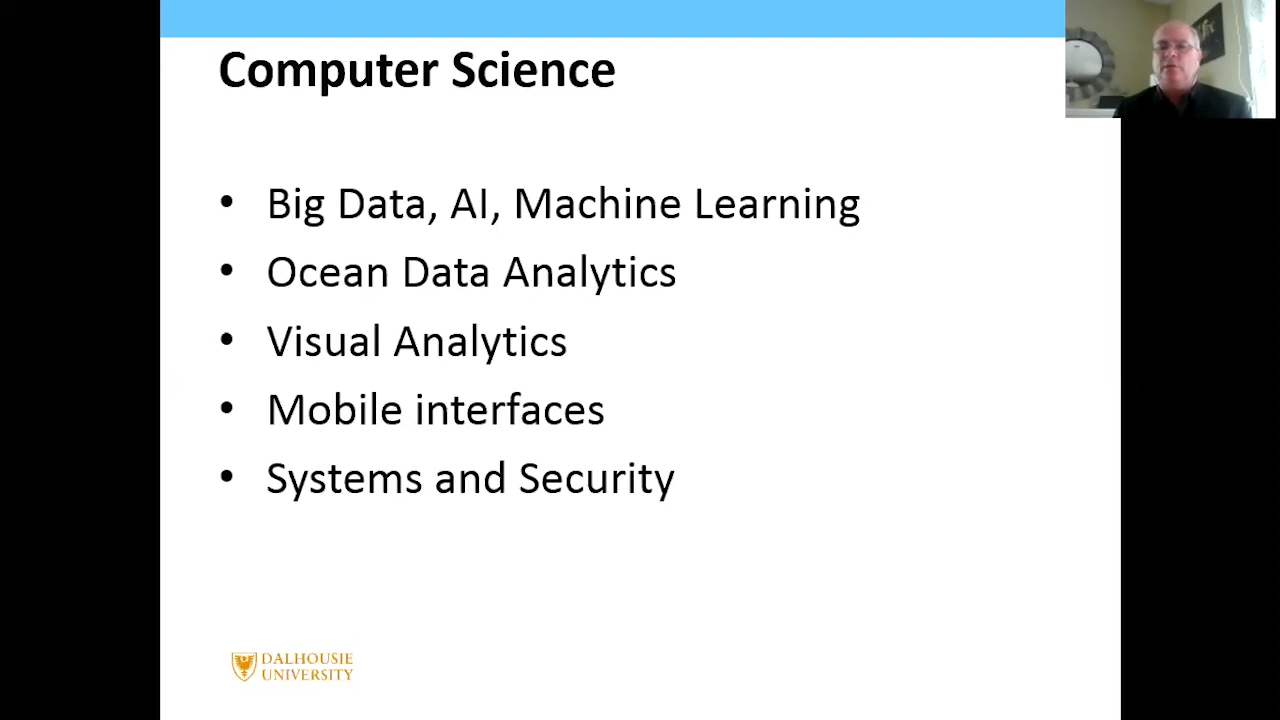 Computer Science
• Big Data, AI, Machine Learning
• Ocean Data Analytics
• Visual Analytics
• Mobile interfaces
• Systems and Security
DALHOUSIE
UNIVERSITY